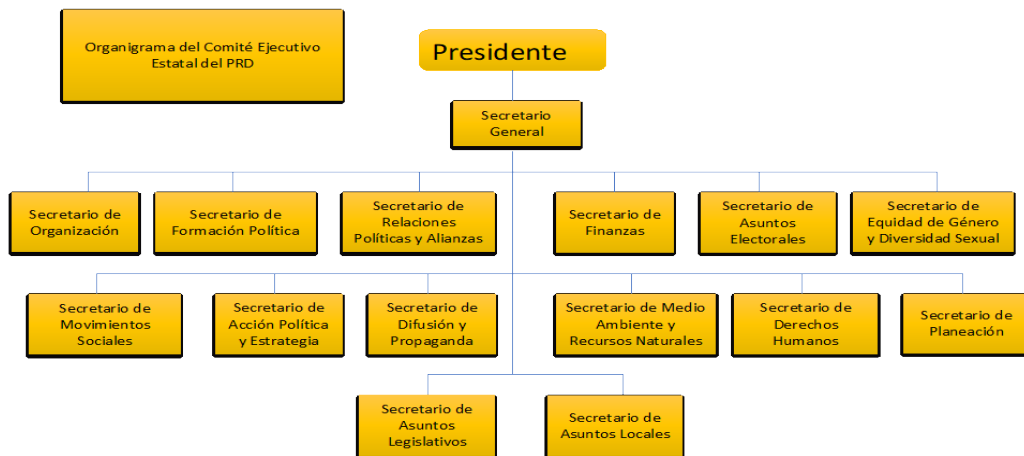 Organigrama del Comité Ejecutivo
Estatal del PRD
Presidente
Secretario
General
Secretario de
Organización
Secretario de
Formación Política
Secretario de
Relaciones
Políticas y Alianzas
Secretario de
Finanzas
Secretario de
Asuntos
Electorales
Secretario de
Equidad de Género
y Diversidad Sexual
Secretario de
Movimientos
Sociales
Secretario de
Acción Política
y Estrategia
Secretario de
Difusión y
Propaganda
Secretario de Medio
Ambiente y
Recursos Naturales
Secretario de
Derechos
Humanos
Secretario de
Planeación
Secretario de
Asuntos
Legislativos
Secretario de
Asuntos Locales